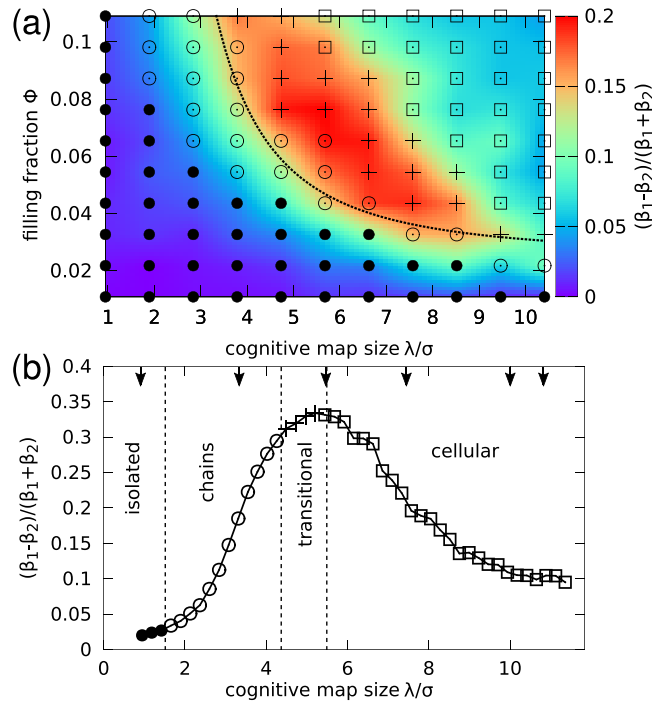 (a)
0.1
0.08
0.06
0.04
0.02
filling fraction Φ
1 2 3 4 5 6 7 8 9 10
cognitive map size λ/σ
0.2
0.15
0.1
0.05
0
(β₁-β₂)/(β₁+β₂)
(b)
0.4
0.35
0.3
0.25
0.2
0.15
0.1
0.05
0
(β₁-β₂)/(β₁+β₂)
isolated
chains
transitional
cellular
0 2 4 6 8 10
cognitive map size λ/σ